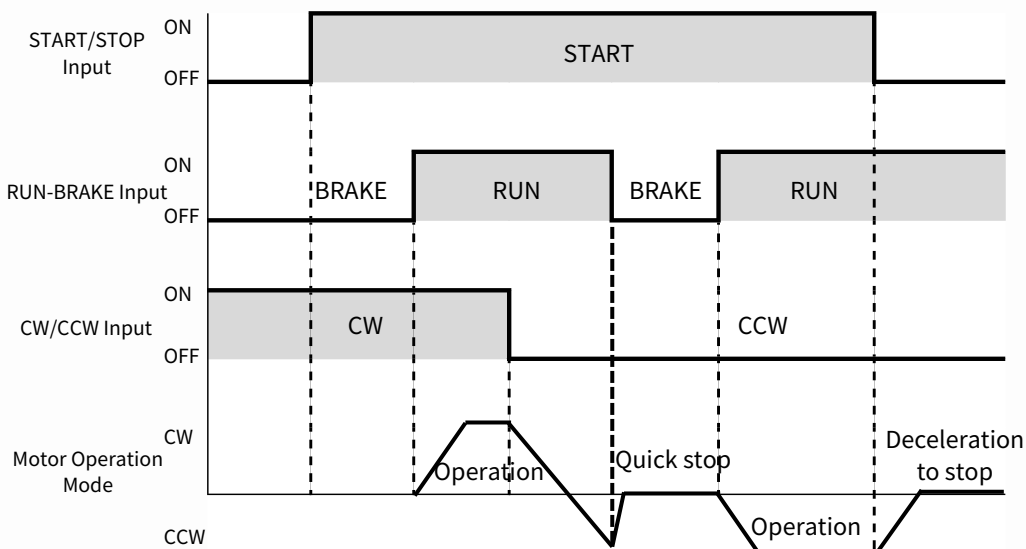 START/STOP
Input
ON
OFF
START
RUN-BRAKE Input
ON
OFF
BRAKE
RUN
BRAKE
RUN
CW/CCW Input
ON
OFF
CW
CCW
Motor Operation
Mode
CW
CCW
Operation
Quick stop
Operation
Deceleration
to stop